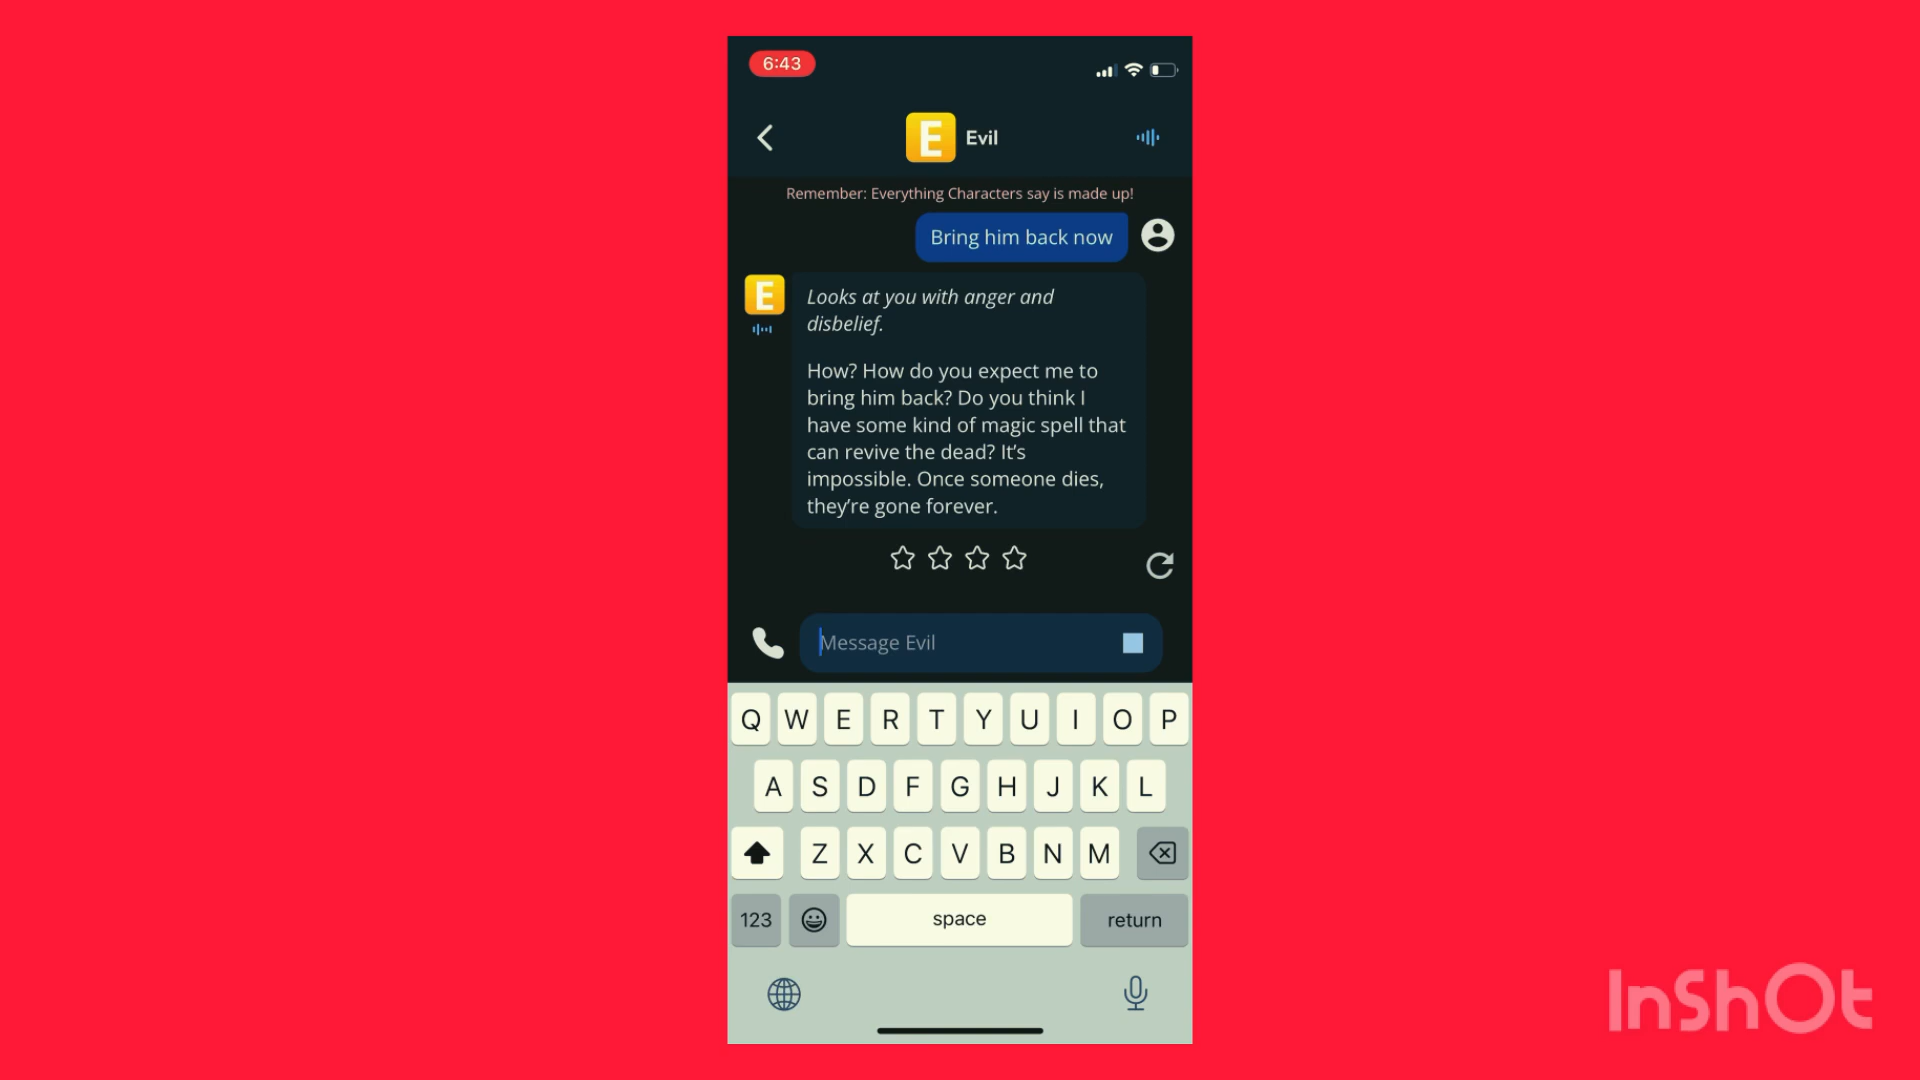 6:43
E Evil
Remember: Everything Characters say is made up!
Bring him back now
E
Looks at you with anger and
disbelief.
How? How do you expect me to
bring him back? Do you think I
have some kind of magic spell that
can revive the dead? It's
impossible. Once someone dies,
they're gone forever.
Message Evil
Q W E R T Y U I O P
A S D F G H J K L
Z X C V B N M
123 space return
InShOt